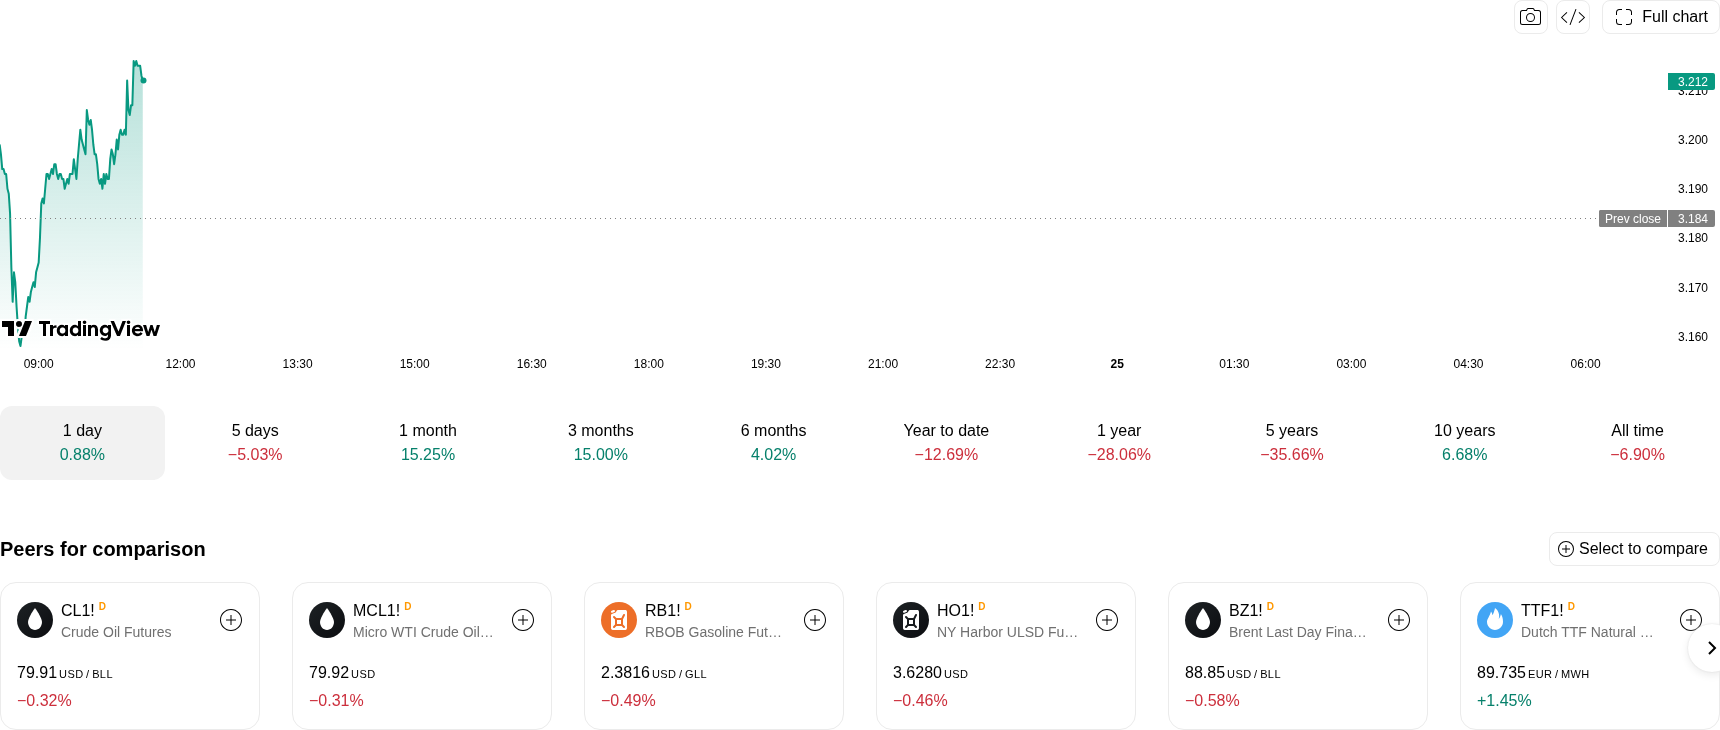 Full chart
3.212
3.210
3.200
3.190
Prev close 3.184
3.180
3.170
3.160
TradingView
09:00 12:00 13:30 15:00 16:30 18:00 19:30 21:00 22:30 25 01:30 03:00 04:30 06:00
1 day 5 days 1 month 3 months 6 months Year to date 1 year 5 years 10 years All time
0.88% −5.03% 15.25% 15.00% 4.02% −12.69% −28.06% −35.66% 6.68% −6.90%
Peers for comparison
Select to compare
CL1! D
Crude Oil Futures
79.91 USD / BLL
−0.32%
MCL1! D
Micro WTI Crude Oil…
79.92 USD
−0.31%
RB1! D
RBOB Gasoline Fut…
2.3816 USD / GLL
−0.49%
HO1! D
NY Harbor ULSD Fu…
3.6280 USD
−0.46%
BZ1! D
Brent Last Day Fina…
88.85 USD / BLL
−0.58%
TTF1! D
Dutch TTF Natural …
89.735 EUR / MWH
+1.45%